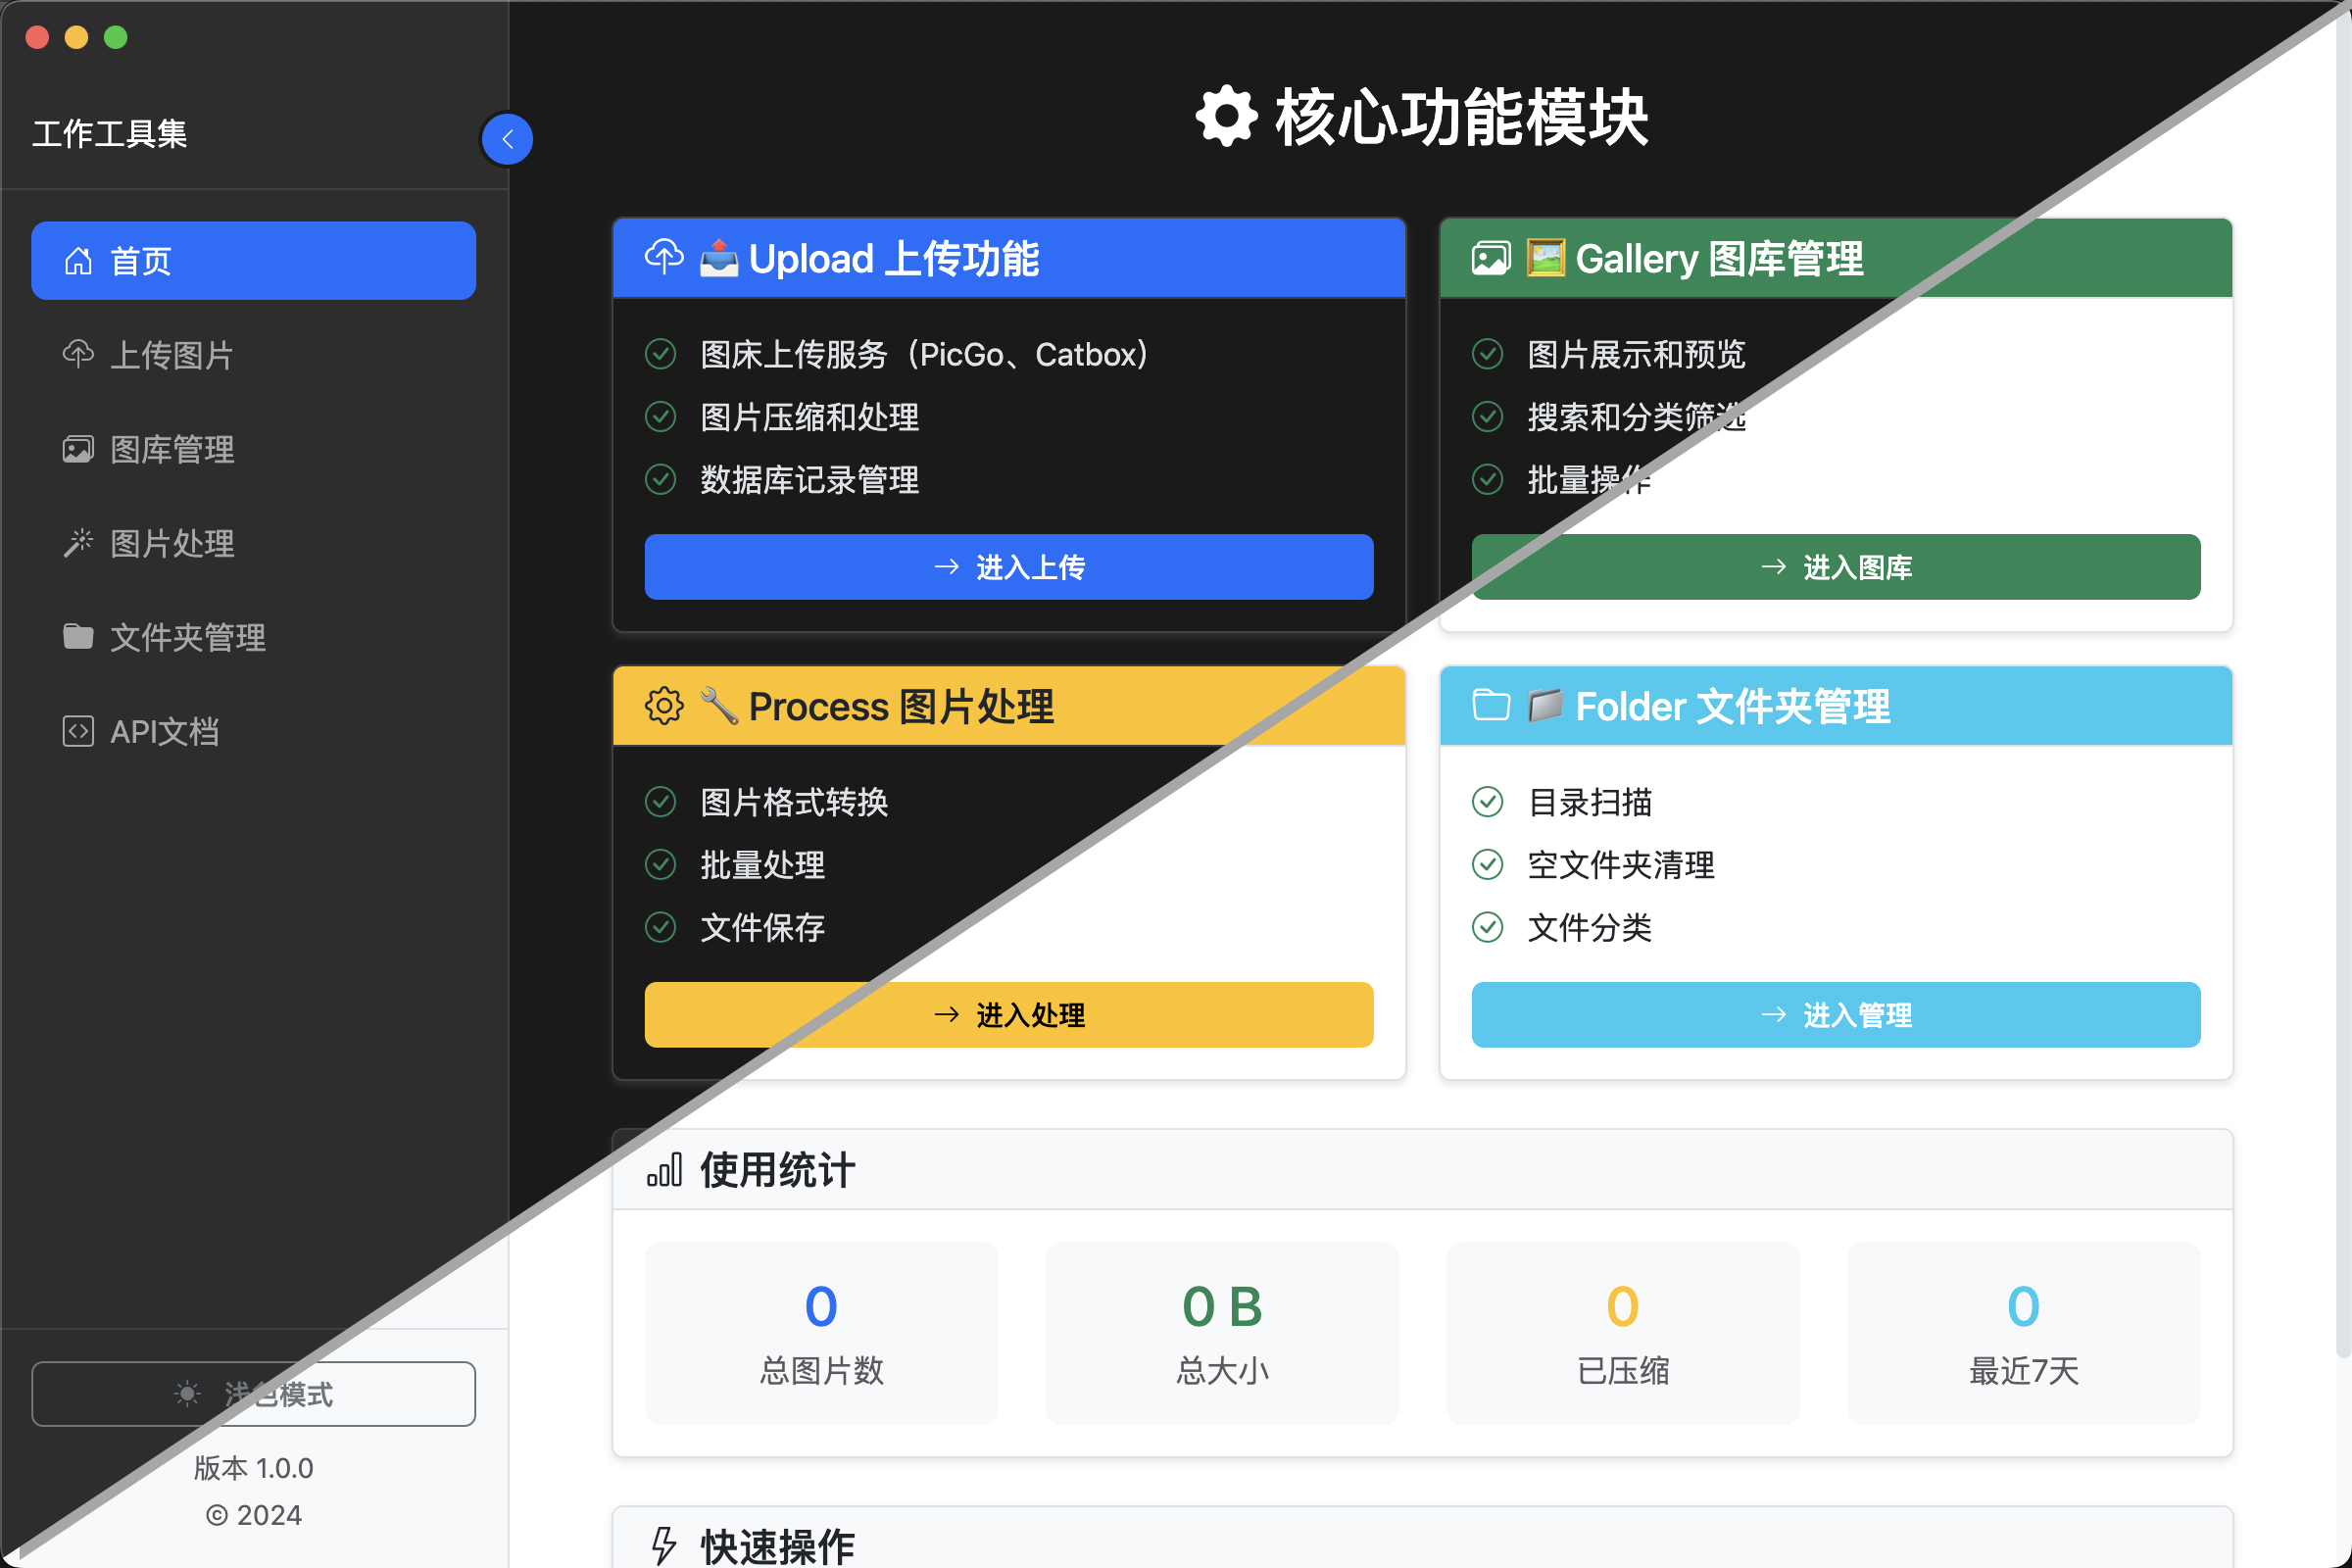 工作工具集
首页
上传图片
图库管理
图片处理
文件夹管理
API文档
浅色模式
版本 1.0.0
© 2024
核心功能模块
Upload 上传功能
图床上传服务（PicGo、Catbox）
图片压缩和处理
数据库记录管理
进入上传
Gallery 图库管理
图片展示和预览
搜索和分类筛选
批量操作
进入图库
Process 图片处理
图片格式转换
批量处理
文件保存
进入处理
Folder 文件夹管理
目录扫描
空文件夹清理
文件分类
进入管理
使用统计
0
总图片数
0 B
总大小
0
已压缩
0
最近7天
快速操作